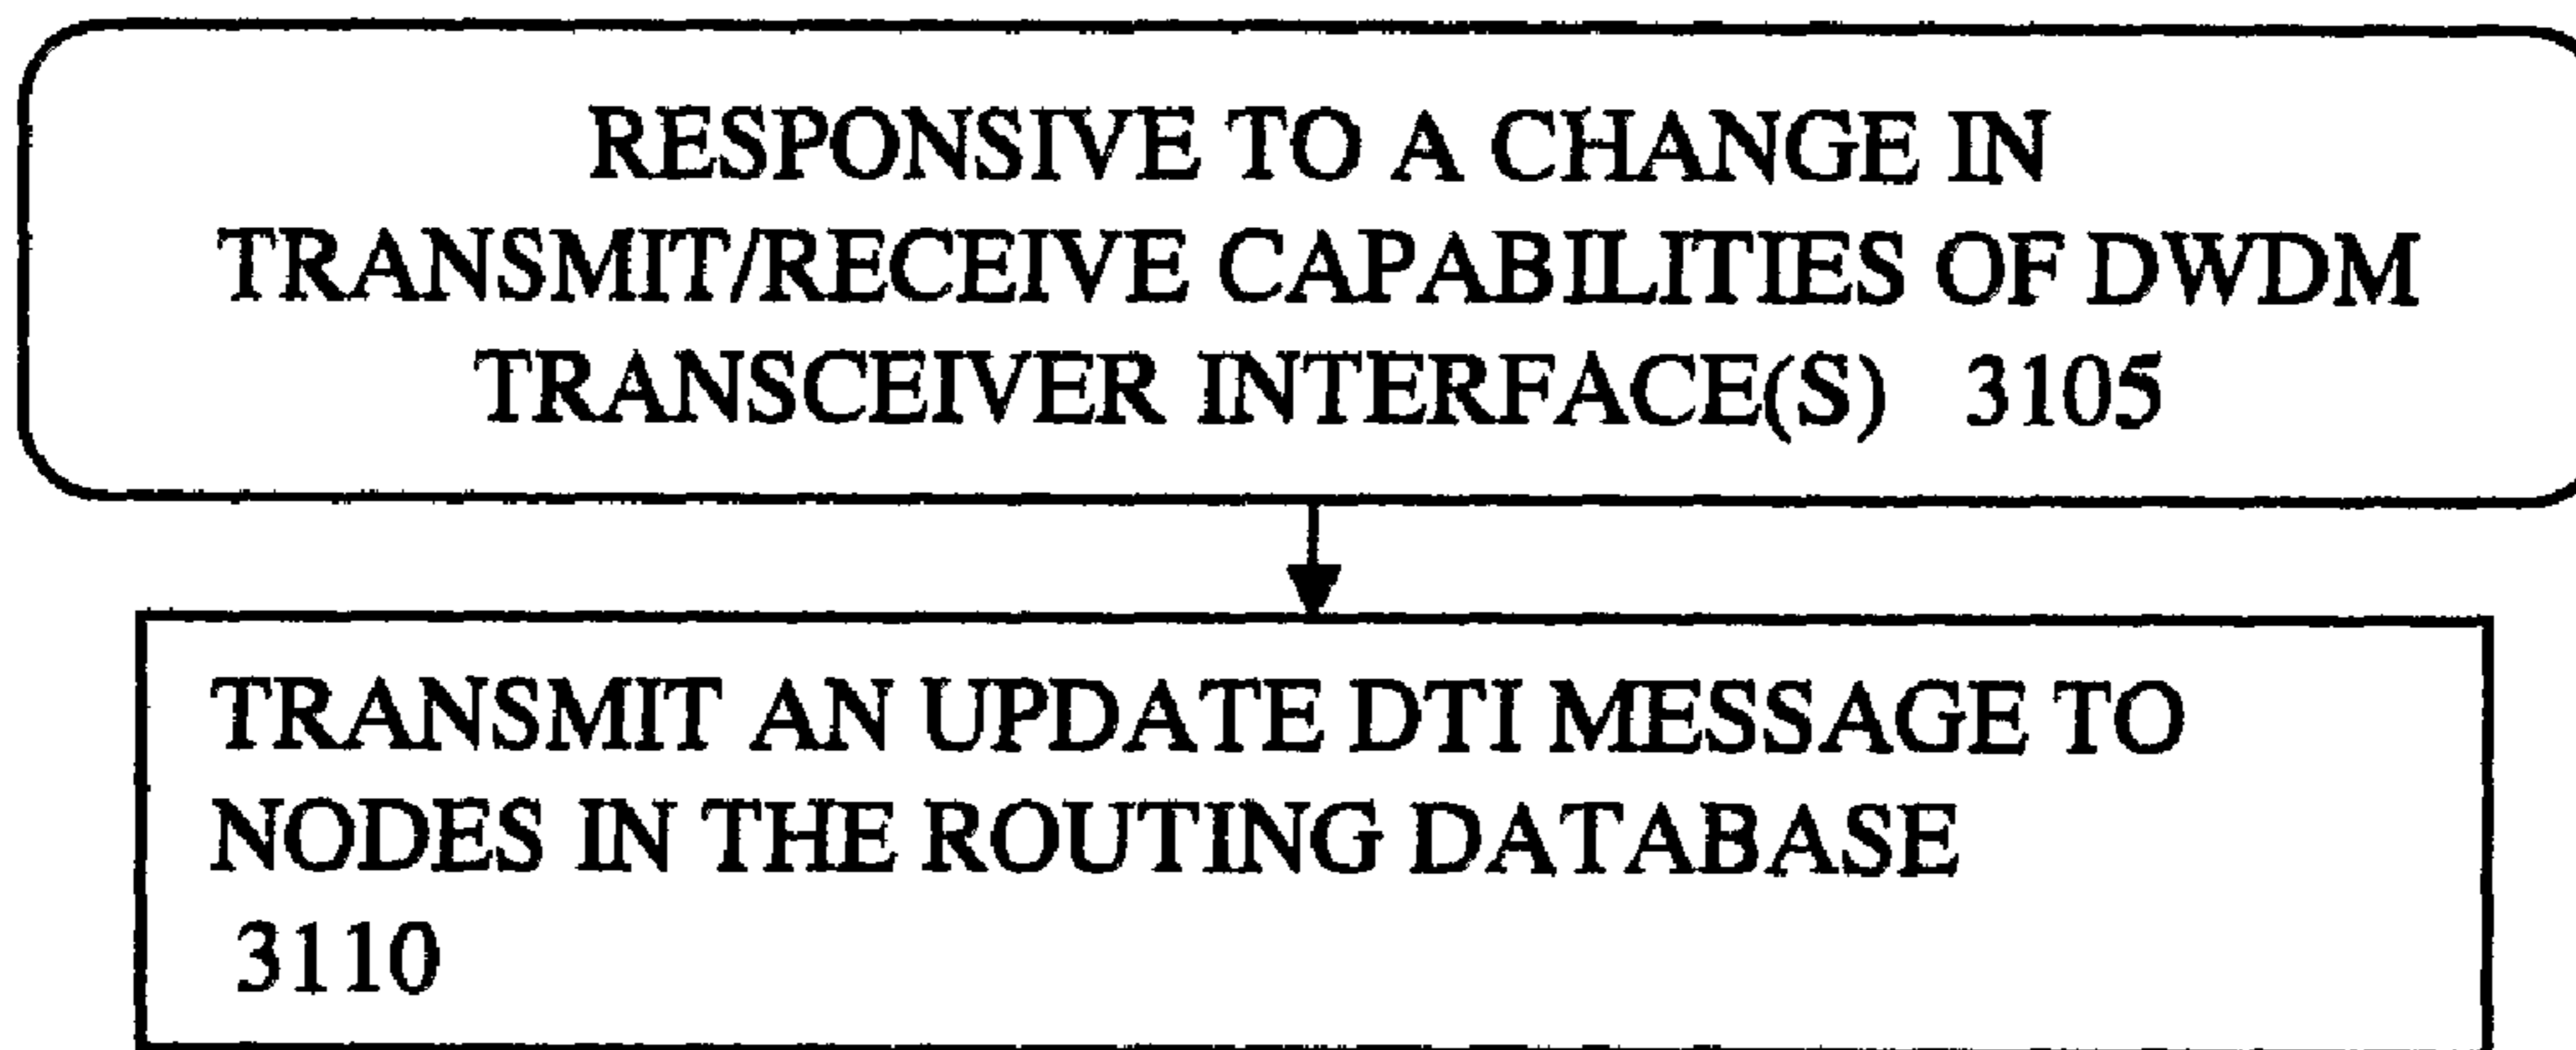 RESPONSIVE TO A CHANGE IN
TRANSMIT/RECEIVE CAPABILITIES OF DWDM
TRANSCEIVER INTERFACE(S) 3105
TRANSMIT AN UPDATE DTI MESSAGE TO
NODES IN THE ROUTING DATABASE
3110